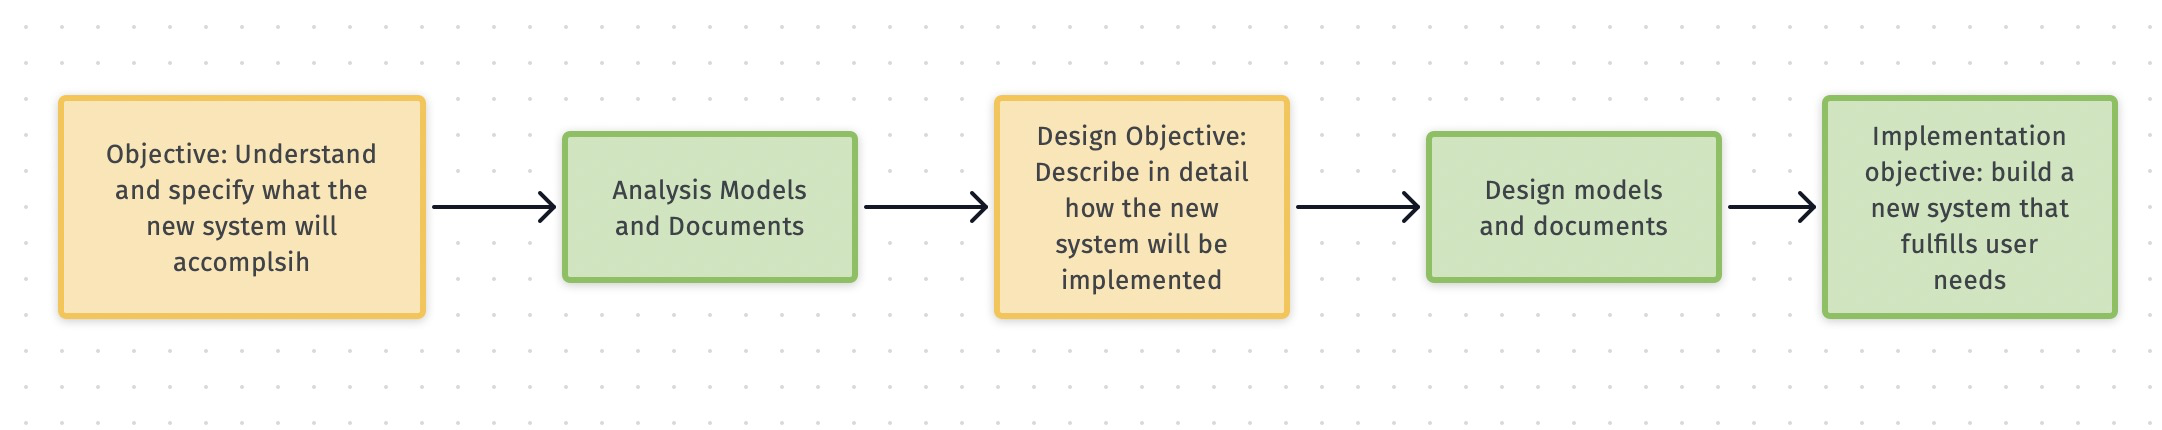 Objective: Understand
and specify what the
new system will
accomplsih
Analysis Models
and Documents
Design Objective:
Describe in detail
how the new
system will be
implemented
Design models
and documents
Implementation
objective: build a
new system that
fulfills user
needs